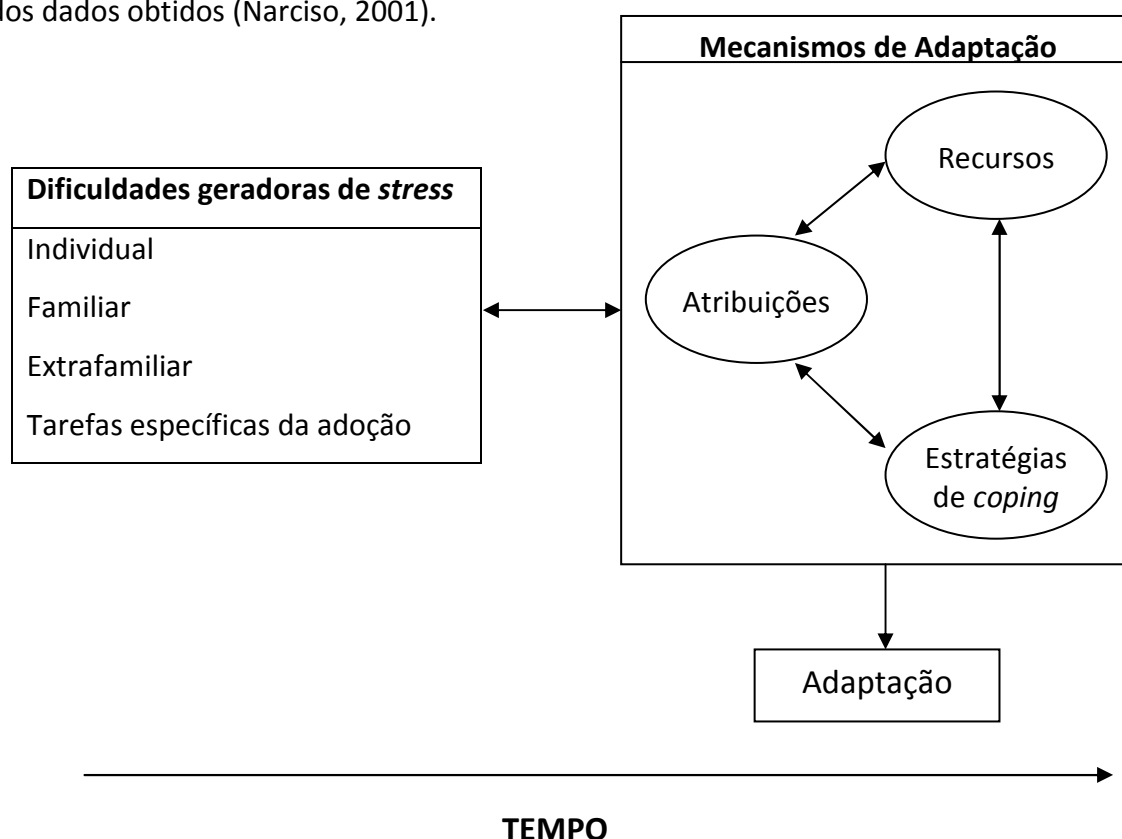 dos dados obtidos (Narciso, 2001).
Mecanismos de Adaptação
Recursos
Dificuldades geradoras de stress
Individual
Familiar
Extrafamiliar
Tarefas específicas da adoção
Atribuições
Estratégias
de coping
Adaptação
TEMPO